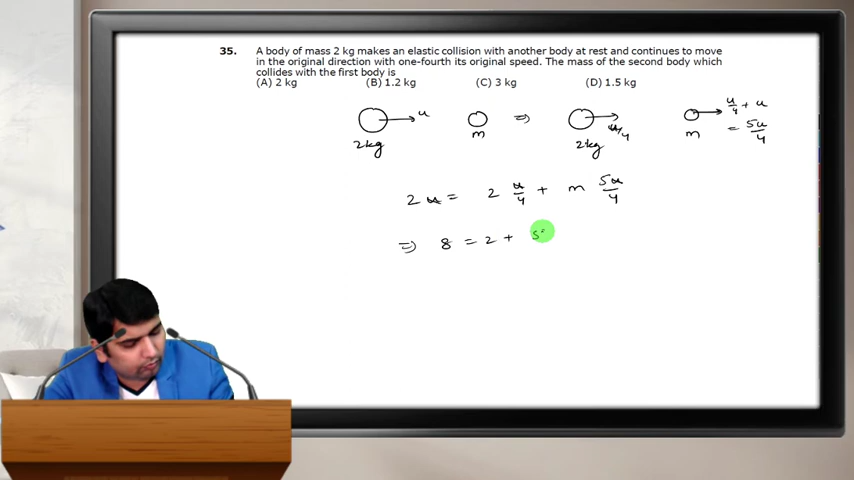 35. A body of mass 2 kg makes an elastic collision with another body at rest and continues to move
in the original direction with one-fourth its original speed. The mass of the second body which
collides with the first body is
(A) 2 kg (B) 1.2 kg (C) 3 kg (D) 1.5 kg
u ⇒ u/4 u/4 + u
2kg m 2kg m = 5u/4
2u = 2 u/4 + m 5u/4
⇒ 8 = 2 + 5